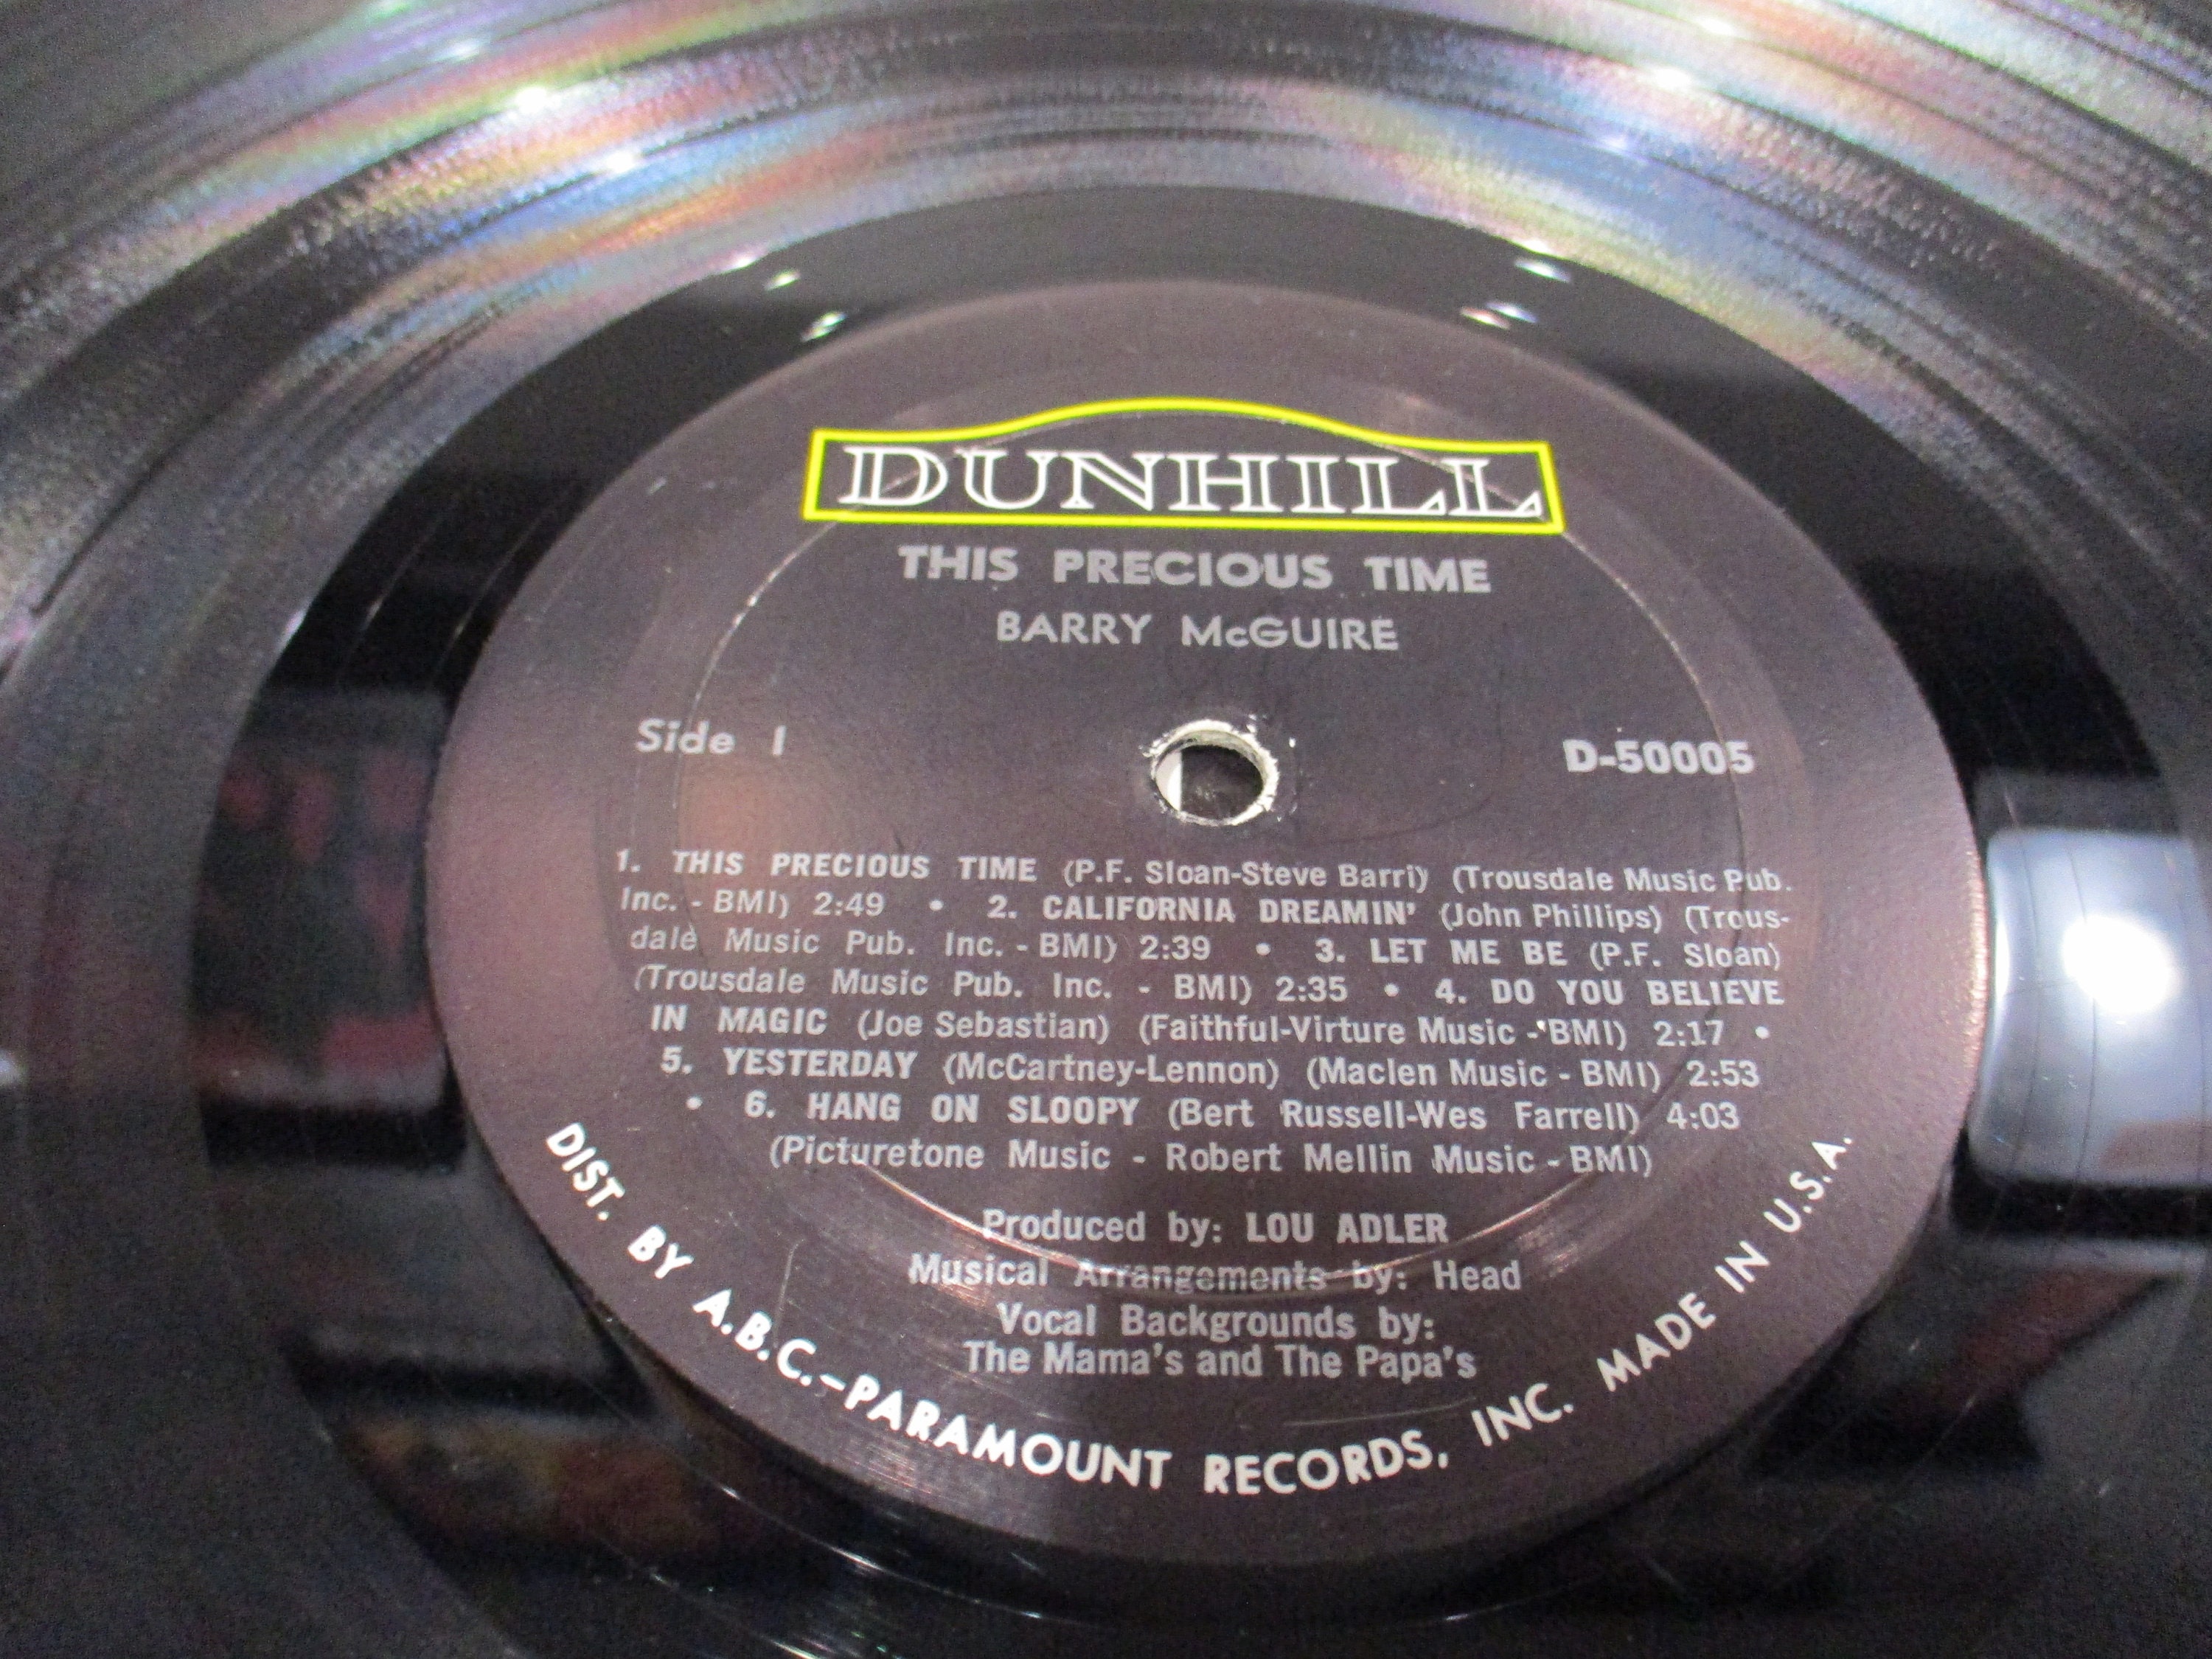 DUNHILL
THIS PRECIOUS TIME
BARRY McGUIRE
Side 1
D-50005
1. THIS PRECIOUS TIME (P.F. Sloan-Steve Barri) (Trousdale Music Pub.
Inc. - BMI) 2:49 • 2. CALIFORNIA DREAMIN' (John Phillips) (Trous-
dale Music Pub. Inc. - BMI) 2:39 • 3. LET ME BE (P.F. Sloan)
(Trousdale Music Pub. Inc. - BMI) 2:35 • 4. DO YOU BELIEVE
IN MAGIC (Joe Sebastian) (Faithful-Virture Music - BMI) 2:17 •
5. YESTERDAY (McCartney-Lennon) (Maclen Music - BMI) 2:53
• 6. HANG ON SLOOPY (Bert Russell-Wes Farrell) 4:03
(Picturetone Music - Robert Mellin Music - BMI)
Produced by: LOU ADLER
Musical Arrangements by: Head
Vocal Backgrounds by:
The Mama's and The Papa's
DIST. BY A.B.C.-PARAMOUNT RECORDS, INC. MADE IN U.S.A.